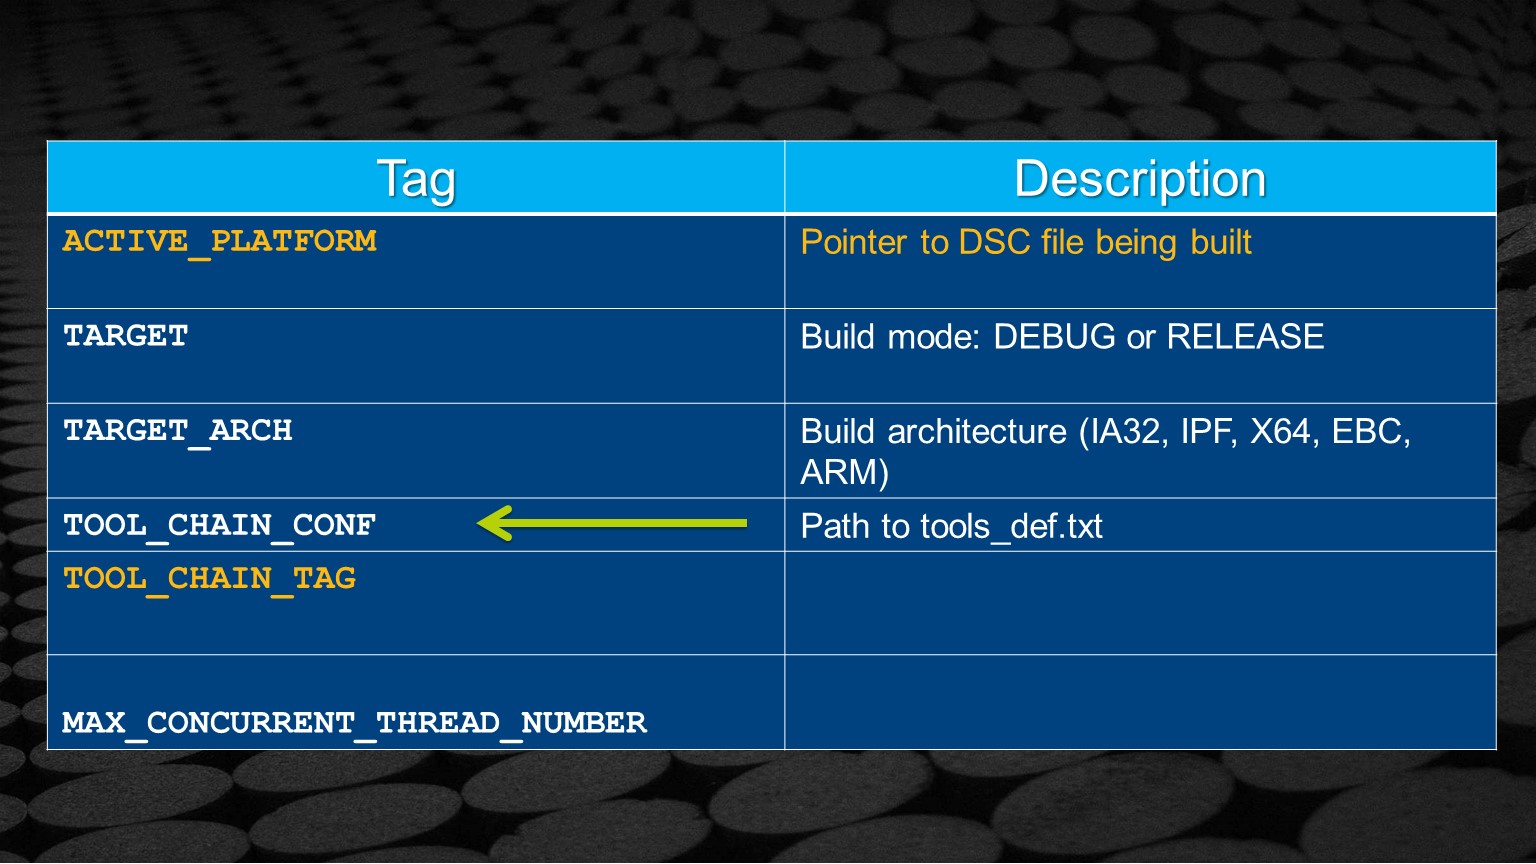 Tag
Description
ACTIVE_PLATFORM
Pointer to DSC file being built
TARGET
Build mode: DEBUG or RELEASE
TARGET_ARCH
Build architecture (IA32, IPF, X64, EBC,
ARM)
TOOL_CHAIN_CONF
Path to tools_def.txt
TOOL_CHAIN_TAG
MAX_CONCURRENT_THREAD_NUMBER